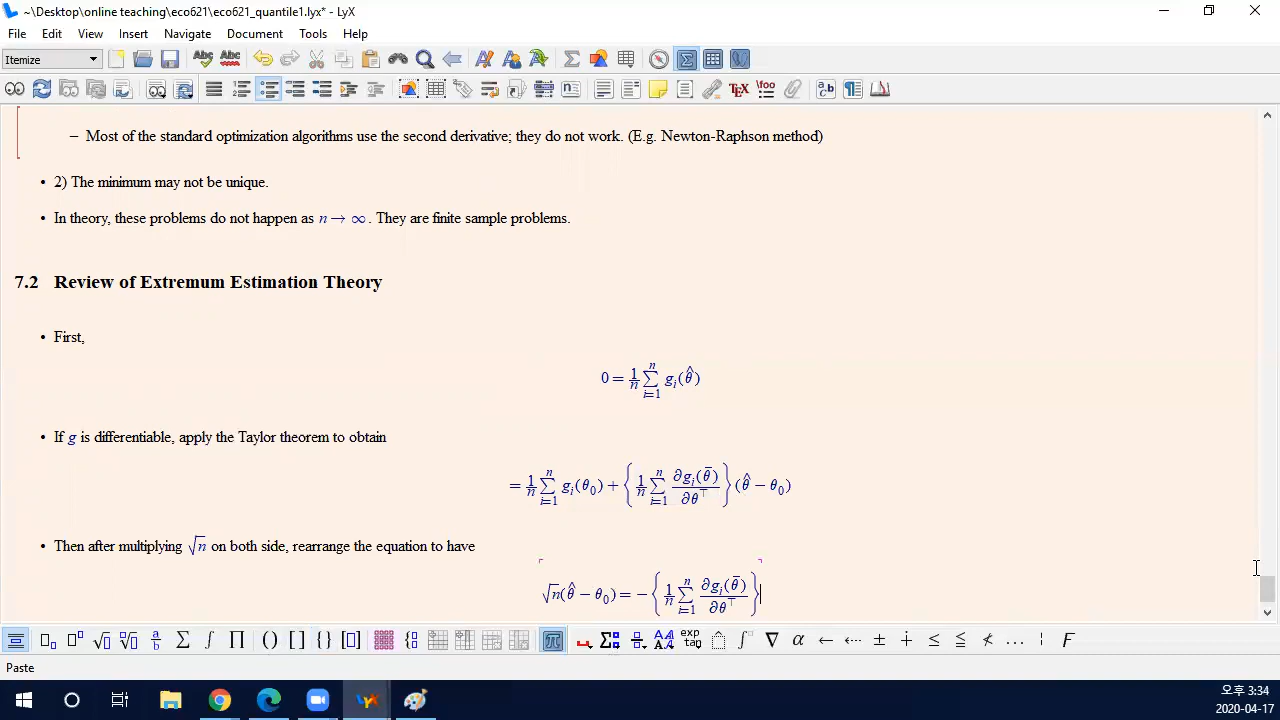 ~\Desktop\online teaching\eco621\eco621_quantile1.lyx* - LyX
File Edit View Insert Navigate Document Tools Help
Itemize
– Most of the standard optimization algorithms use the second derivative; they do not work. (E.g. Newton-Raphson method)
• 2) The minimum may not be unique.
• In theory, these problems do not happen as n → ∞. They are finite sample problems.
7.2 Review of Extremum Estimation Theory
• First,
0 = 1/n ∑_{i=1}^{n} g_i(θ̂)
• If g is differentiable, apply the Taylor theorem to obtain
= 1/n ∑_{i=1}^{n} g_i(θ_0) + { 1/n ∑_{i=1}^{n} ∂g_i(θ̄)/∂θ^⊤ } (θ̂ − θ_0)
• Then after multiplying √n on both side, rearrange the equation to have
√n(θ̂ − θ_0) = − { 1/n ∑_{i=1}^{n} ∂g_i(θ̄)/∂θ^⊤ }
Paste
오후 3:34
2020-04-17